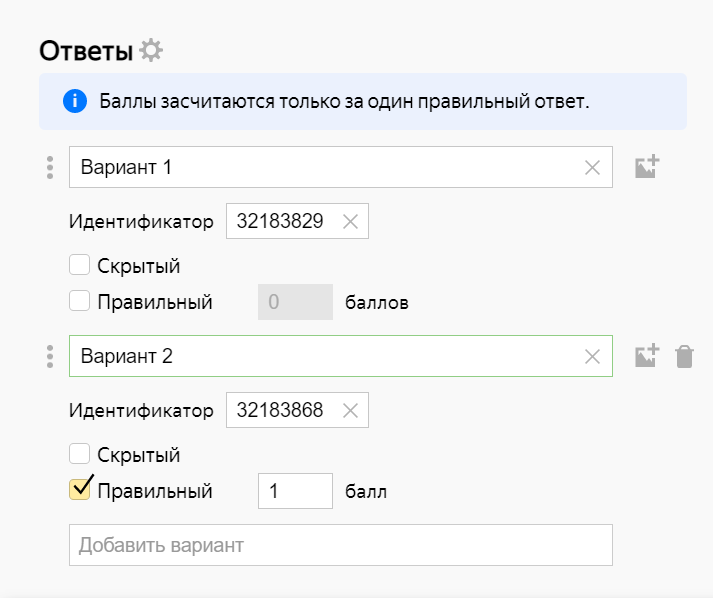 Ответы
Баллы засчитаются только за один правильный ответ.
Вариант 1
Идентификатор 32183829
Скрытый
Правильный 0 баллов
Вариант 2
Идентификатор 32183868
Скрытый
Правильный 1 балл
Добавить вариант